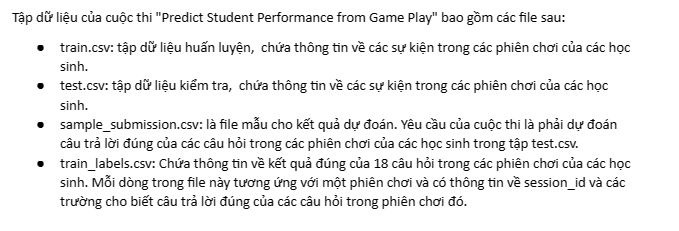 Tập dữ liệu của cuộc thi "Predict Student Performance from Game Play" bao gồm các file sau:
● train.csv: tập dữ liệu huấn luyện, chứa thông tin về các sự kiện trong các phiên chơi của các học
sinh.
● test.csv: tập dữ liệu kiểm tra, chứa thông tin về các sự kiện trong các phiên chơi của các học
sinh.
● sample_submission.csv: là file mẫu cho kết quả dự đoán. Yêu cầu của cuộc thi là phải dự đoán
câu trả lời đúng của các câu hỏi trong các phiên chơi của các học sinh trong tập test.csv.
● train_labels.csv: Chứa thông tin về kết quả đúng của 18 câu hỏi trong các phiên chơi của các học
sinh. Mỗi dòng trong file này tương ứng với một phiên chơi và có thông tin về session_id và các
trường cho biết câu trả lời đúng của các câu hỏi trong phiên chơi đó.